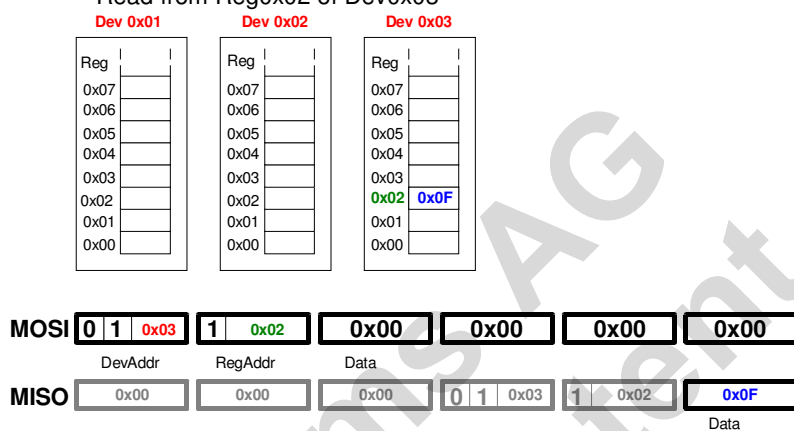 Read from Reg0x02 of Dev0x03
Dev 0x01 Dev 0x02 Dev 0x03
Reg Reg Reg
0x07 0x07 0x07
0x06 0x06 0x06
0x05 0x05 0x05
0x04 0x04 0x04
0x03 0x03 0x03
0x02 0x02 0x02 0x0F
0x01 0x01 0x01
0x00 0x00 0x00
MOSI 0 1 0x03 1 0x02 0x00 0x00 0x00 0x00
DevAddr RegAddr Data
MISO 0x00 0x00 0x00 0 1 0x03 1 0x02 0x0F
Data